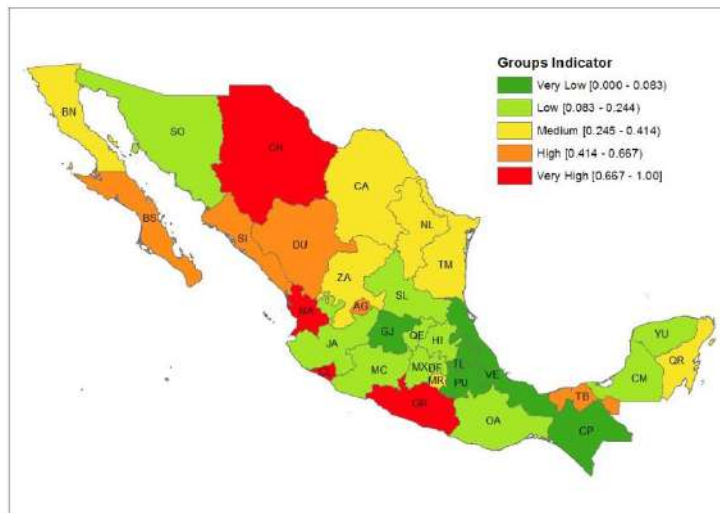 Groups Indicator
Very Low [0.000 - 0.083)
Low [0.083 - 0.244)
Medium [0.245 - 0.414)
High [0.414 - 0.667)
Very High [0.667 - 1.00]
BN
SO
CH
CA
BS
NL
SI
DU
TM
ZA
SL
NA
AG
YU
GJ
QE
HI
QR
JA
TL
CM
MC
MX
DF
VE
MR
PU
TB
GR
OA
CP